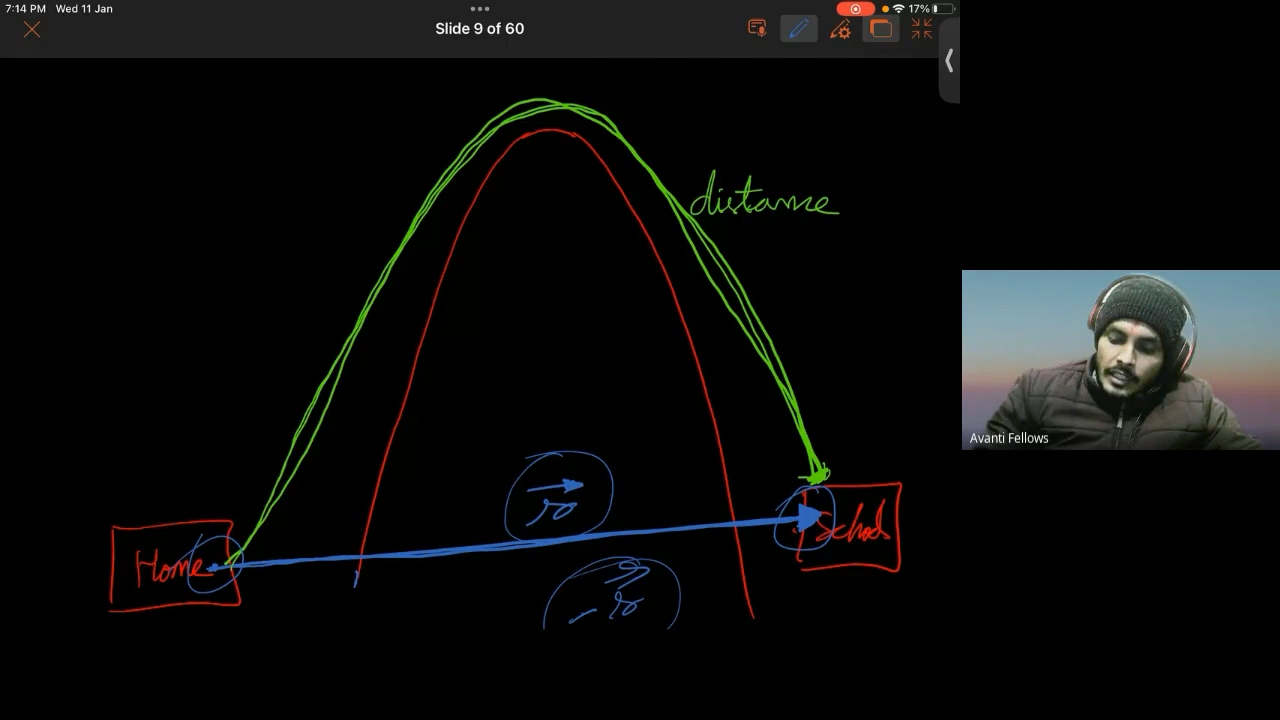 7:14 PM Wed 11 Jan
17%
Slide 9 of 60
distance
Home
School
Avanti Fellows